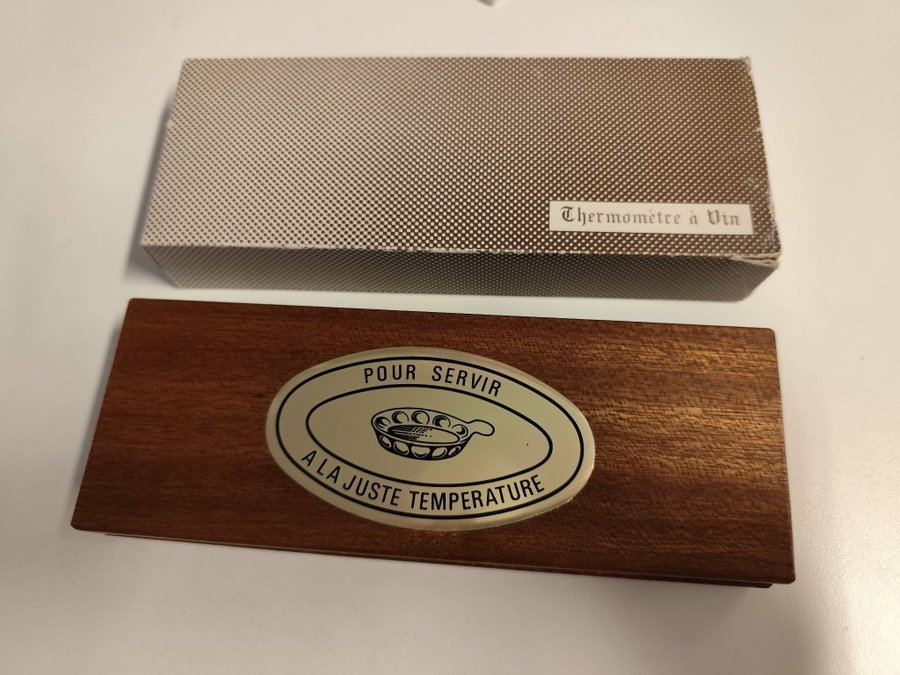 Thermomètre à Vin
POUR SERVIR
A LA JUSTE TEMPERATURE